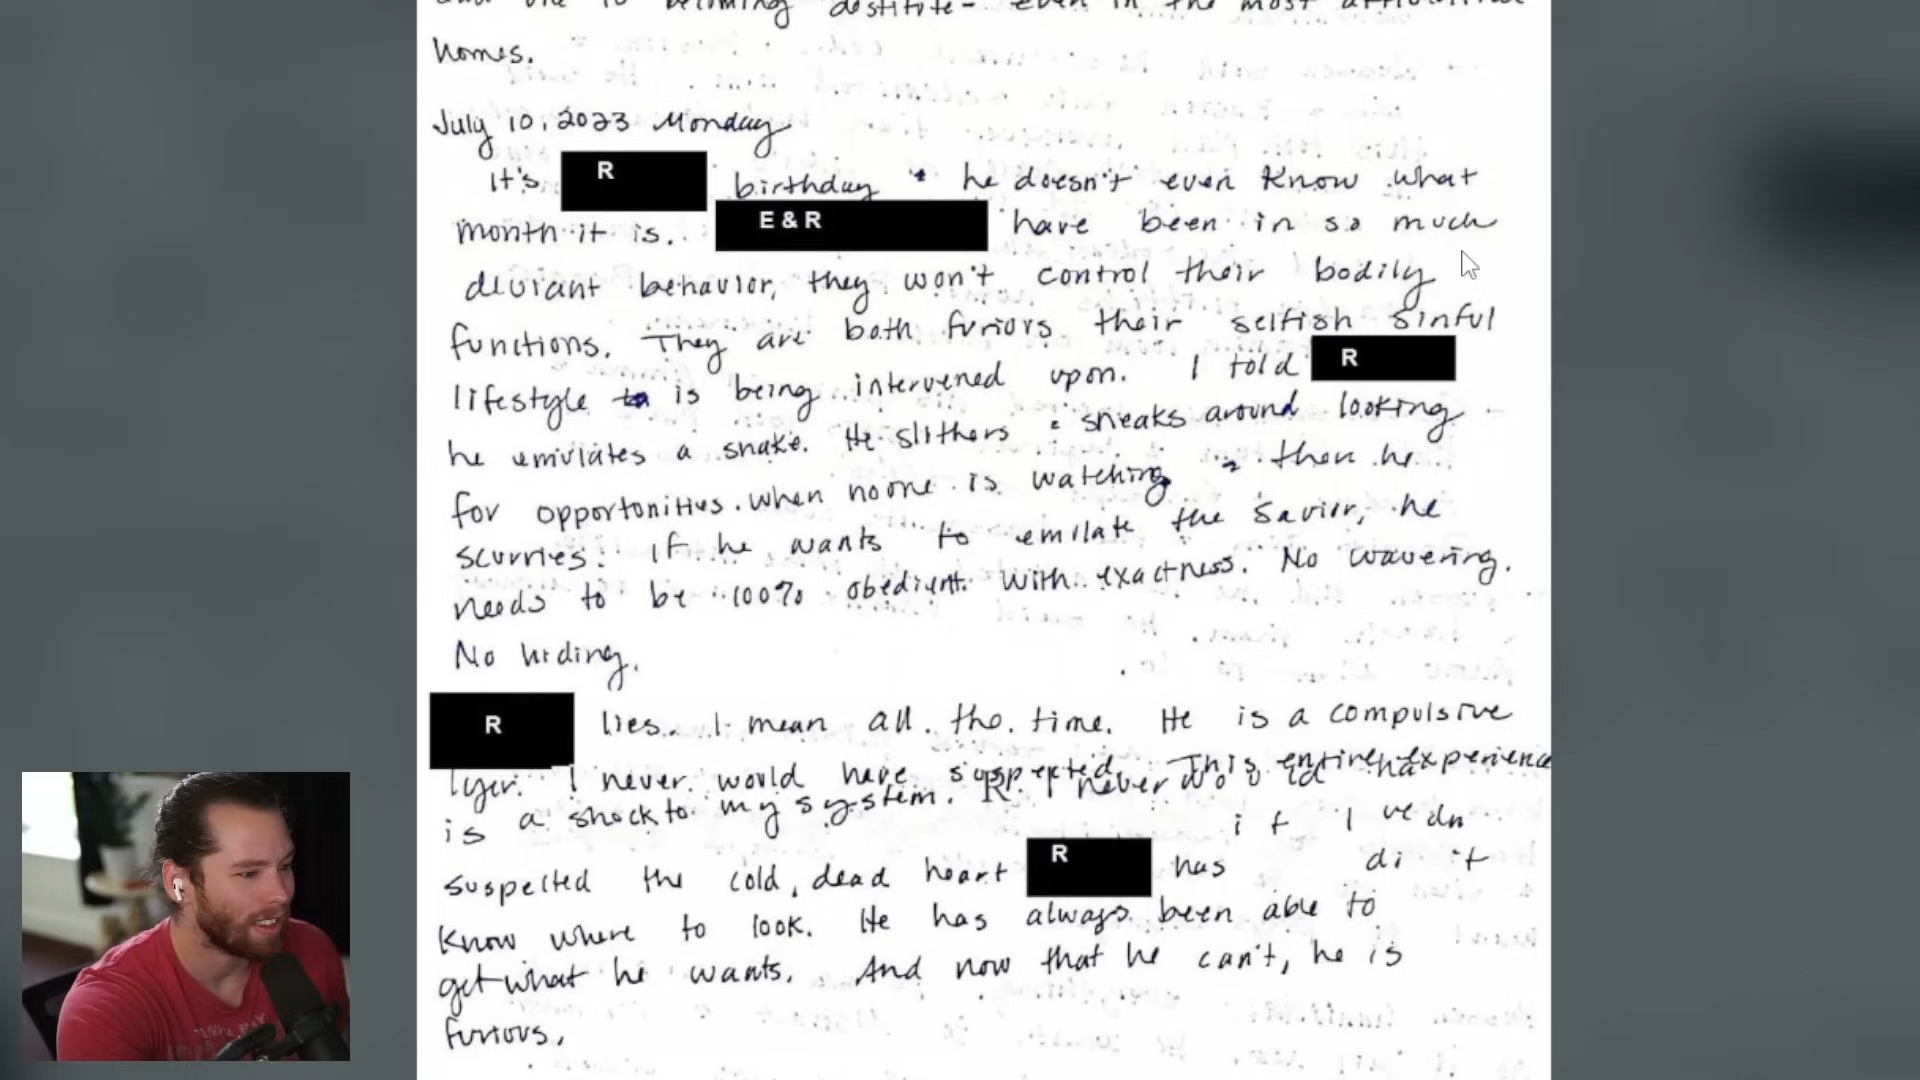 homes.
July 10, 2023 Monday
It's R birthday & he doesn't even know what
month it is. E & R have been in so much
deviant behavior, they won't control their bodily
functions. They are both furiors their selfish sinful
lifestyle is being intervened upon. I told R
he emulates a snake. He slithers & sneaks around looking
for opportunities. when noone is watching & then he
scurries. If he wants to emulate the Savior, he
needs to be 100% obedient with exactness. No wavering.
No hiding.
R lies. I mean all the time. He is a compulsive
lyer. I never would have suspected. This entire experience
is a shock to my system. R. I never would ha
if I
suspected the cold, dead heart R has
Know where to look. He has always been able to
get what he wants. And now that he can't, he is
furious.